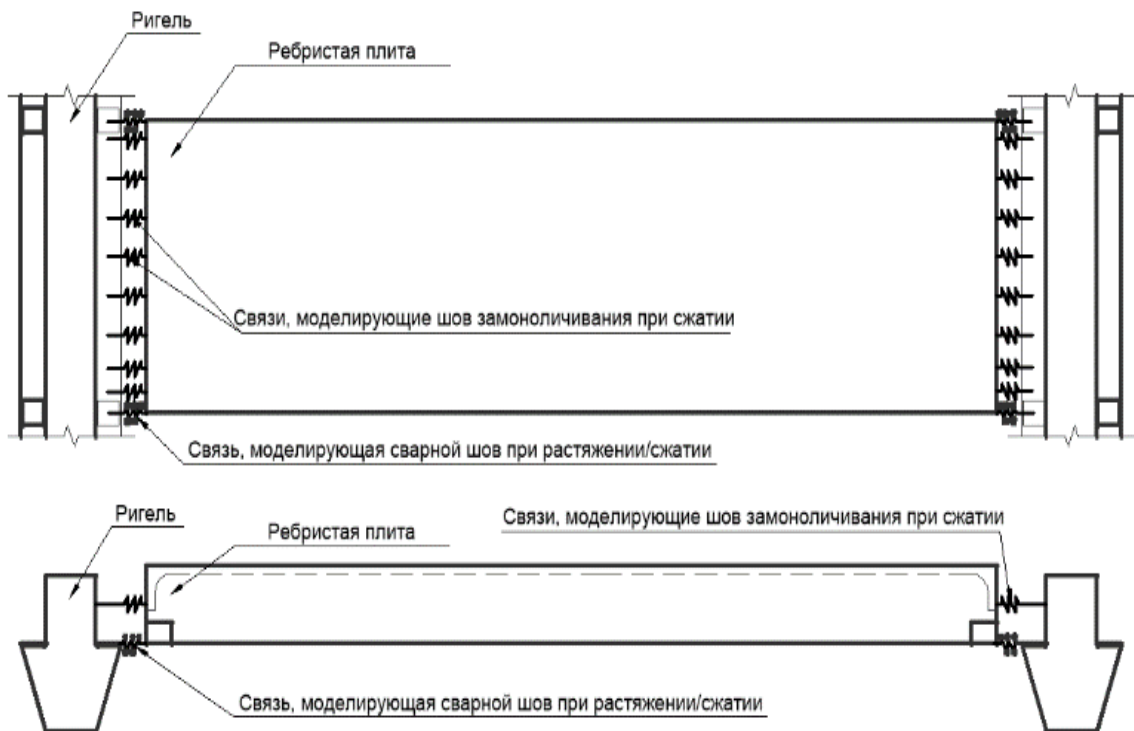 Ригель
Ребристая плита
Связи, моделирующие шов замоноличивания при сжатии
Связь, моделирующая сварной шов при растяжении/сжатии
Ригель
Ребристая плита
Связи, моделирующие шов замоноличивания при сжатии
Связь, моделирующая сварной шов при растяжении/сжатии